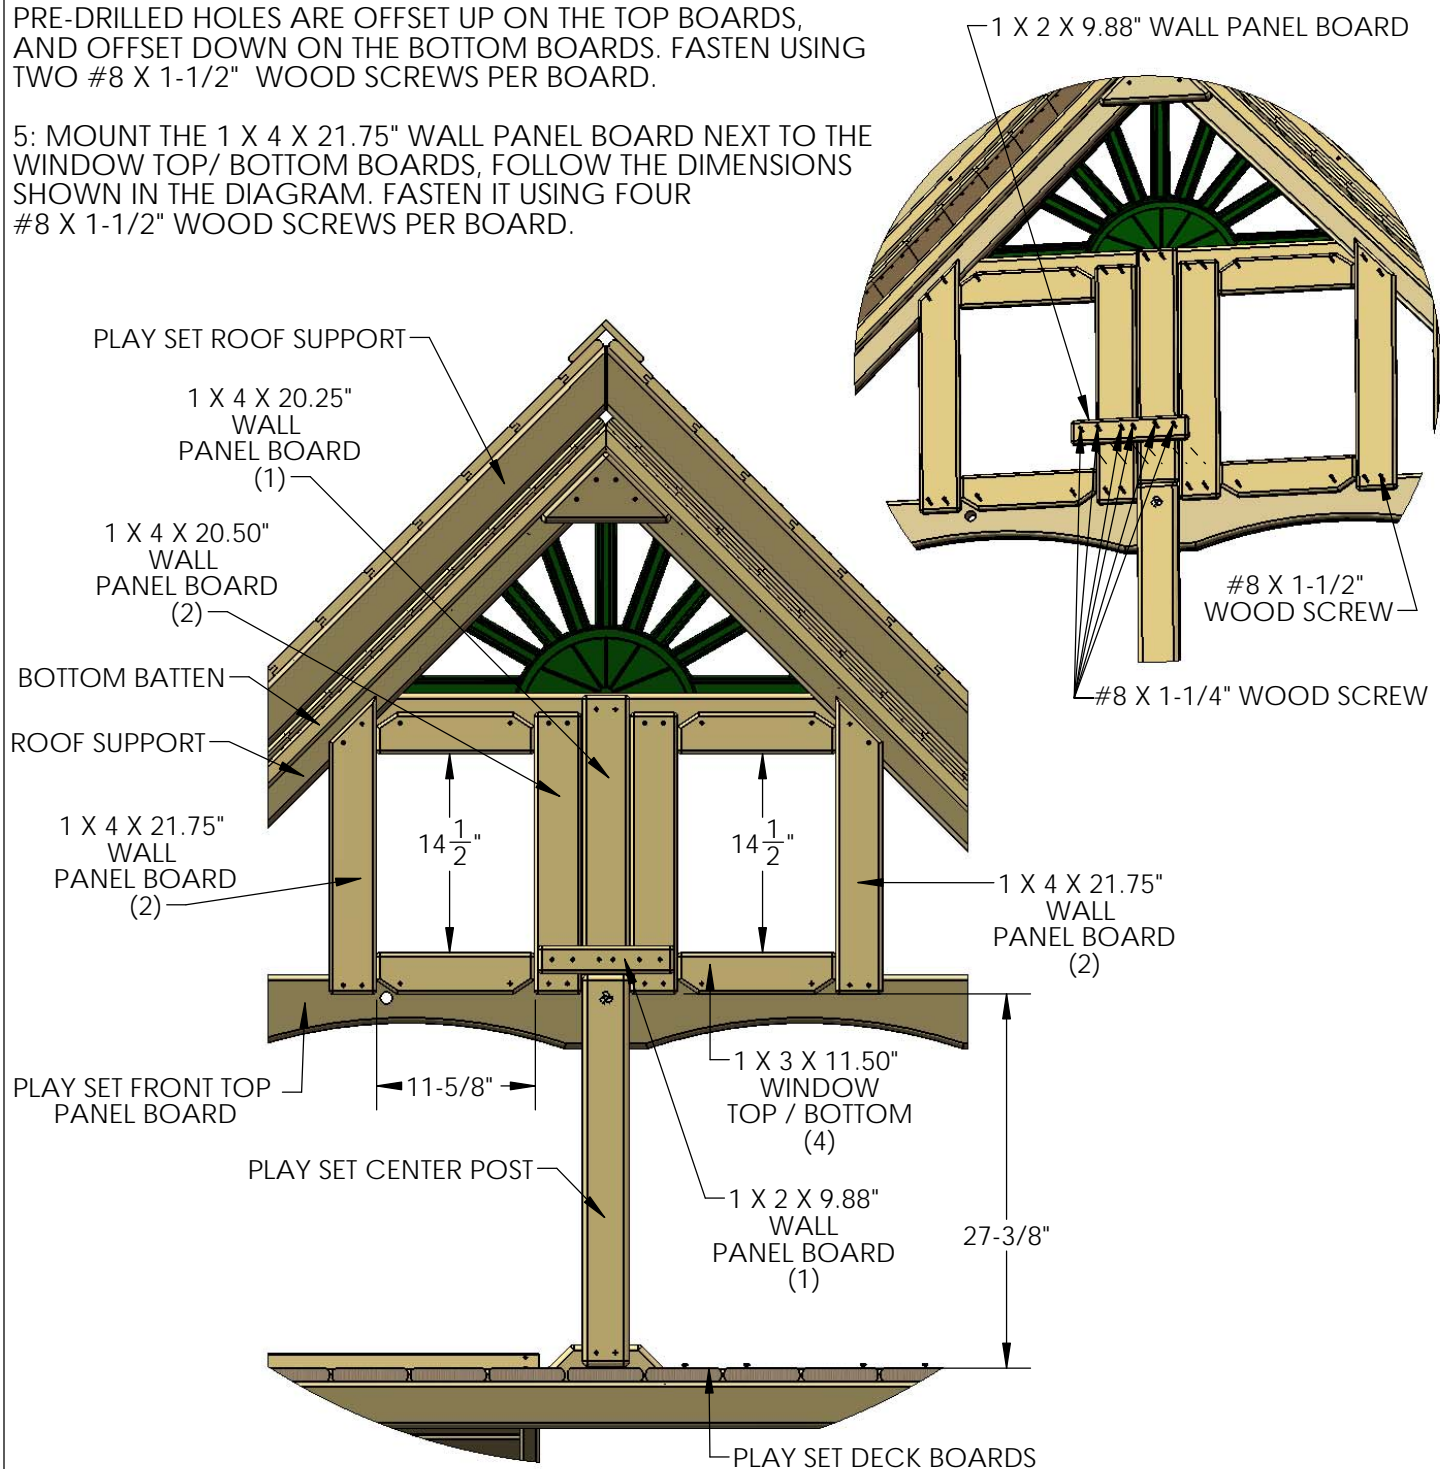 PRE-DRILLED HOLES ARE OFFSET UP ON THE TOP BOARDS,
AND OFFSET DOWN ON THE BOTTOM BOARDS. FASTEN USING
TWO #8 X 1-1/2" WOOD SCREWS PER BOARD.
5: MOUNT THE 1 X 4 X 21.75" WALL PANEL BOARD NEXT TO THE
WINDOW TOP/ BOTTOM BOARDS, FOLLOW THE DIMENSIONS
SHOWN IN THE DIAGRAM. FASTEN IT USING FOUR
#8 X 1-1/2" WOOD SCREWS PER BOARD.
1 X 2 X 9.88" WALL PANEL BOARD
#8 X 1-1/2"
WOOD SCREW
#8 X 1-1/4" WOOD SCREW
PLAY SET ROOF SUPPORT
1 X 4 X 20.25"
WALL
PANEL BOARD
(1)
1 X 4 X 20.50"
WALL
PANEL BOARD
(2)
BOTTOM BATTEN
ROOF SUPPORT
1 X 4 X 21.75"
WALL
PANEL BOARD
(2)
14 1/2"
14 1/2"
1 X 4 X 21.75"
WALL
PANEL BOARD
(2)
PLAY SET FRONT TOP
PANEL BOARD
11-5/8"
1 X 3 X 11.50"
WINDOW
TOP / BOTTOM
(4)
PLAY SET CENTER POST
1 X 2 X 9.88"
WALL
PANEL BOARD
(1)
27-3/8"
PLAY SET DECK BOARDS